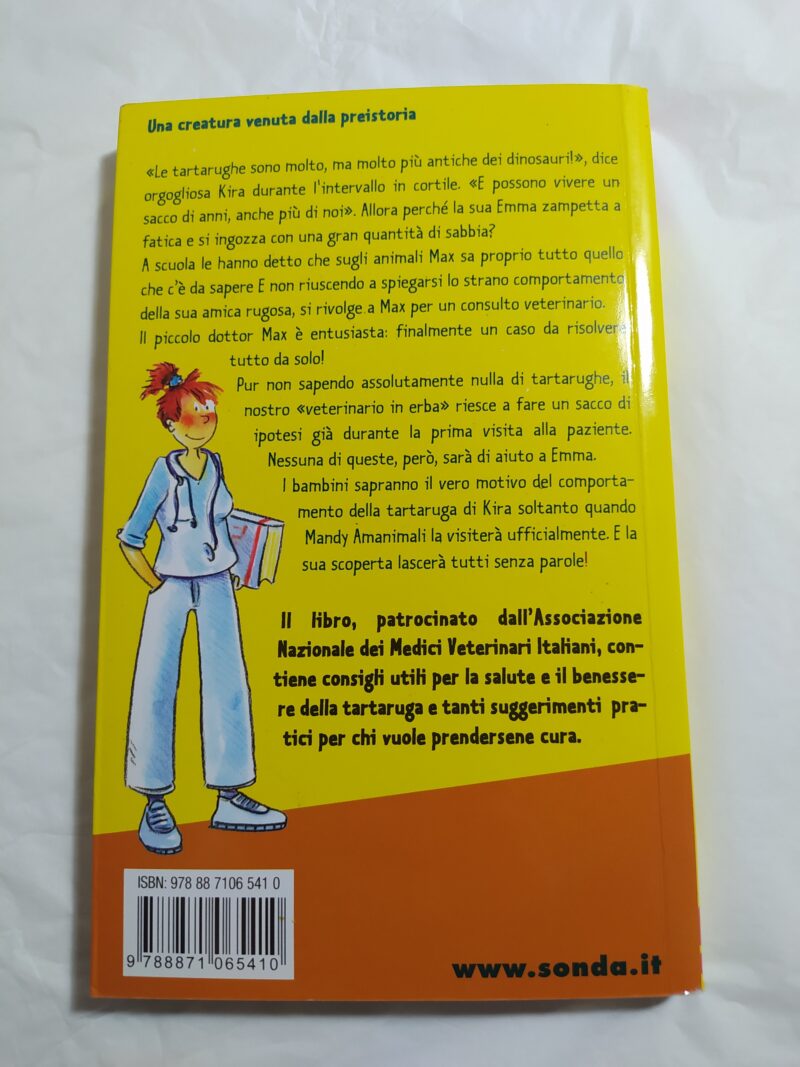 Una creatura venuta dalla preistoria
«Le tartarughe sono molto, ma molto più antiche dei dinosauri!», dice
orgogliosa Kira durante l'intervallo in cortile. «E possono vivere un
sacco di anni, anche più di noi». Allora perché la sua Emma zampetta a
fatica e si ingozza con una gran quantità di sabbia?
A scuola le hanno detto che sugli animali Max sa proprio tutto quello
che c'è da sapere E non riuscendo a spiegarsi lo strano comportamento
della sua amica rugosa, si rivolge a Max per un consulto veterinario.
Il piccolo dottor Max è entusiasta: finalmente un caso da risolvere
tutto da solo!
Pur non sapendo assolutamente nulla di tartarughe, il
nostro «veterinario in erba» riesce a fare un sacco di
ipotesi già durante la prima visita alla paziente.
Nessuna di queste, però, sarà di aiuto a Emma.
I bambini sapranno il vero motivo del comporta-
mento della tartaruga di Kira soltanto quando
Mandy Amanimali la visiterà ufficialmente. E la
sua scoperta lascerà tutti senza parole!
Il libro, patrocinato dall'Associazione
Nazionale dei Medici Veterinari Italiani, con-
tiene consigli utili per la salute e il benesse-
re della tartaruga e tanti suggerimenti pra-
tici per chi vuole prendersene cura.
ISBN: 978 88 7106 541 0
9 788871 065410
www.sonda.it